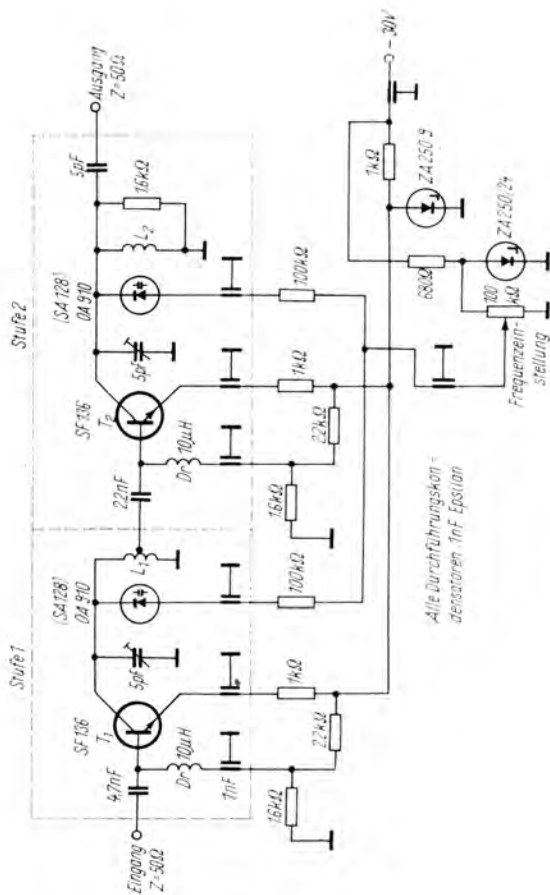 Stufe 1
Stufe 2
Eingang
Z=50Ω
4,7nF
SF136
T1
Dr
10µH
1nF
1,6kΩ
22kΩ
1kΩ
5pF
(SA128)
OA910
100kΩ
L1
2,2nF
SF136
T2
Dr
10µH
1,6kΩ
22kΩ
1kΩ
5pf
(SA128)
OA910
100kΩ
L2
1,6kΩ
5pF
Ausgang
Z=50Ω
1kΩ
ZA250/9
680Ω
ZA250/24
100
kΩ
Frequenzein-
stellung
-30V
Alle Durchführungskon-
densatoren 1nF Epsilan